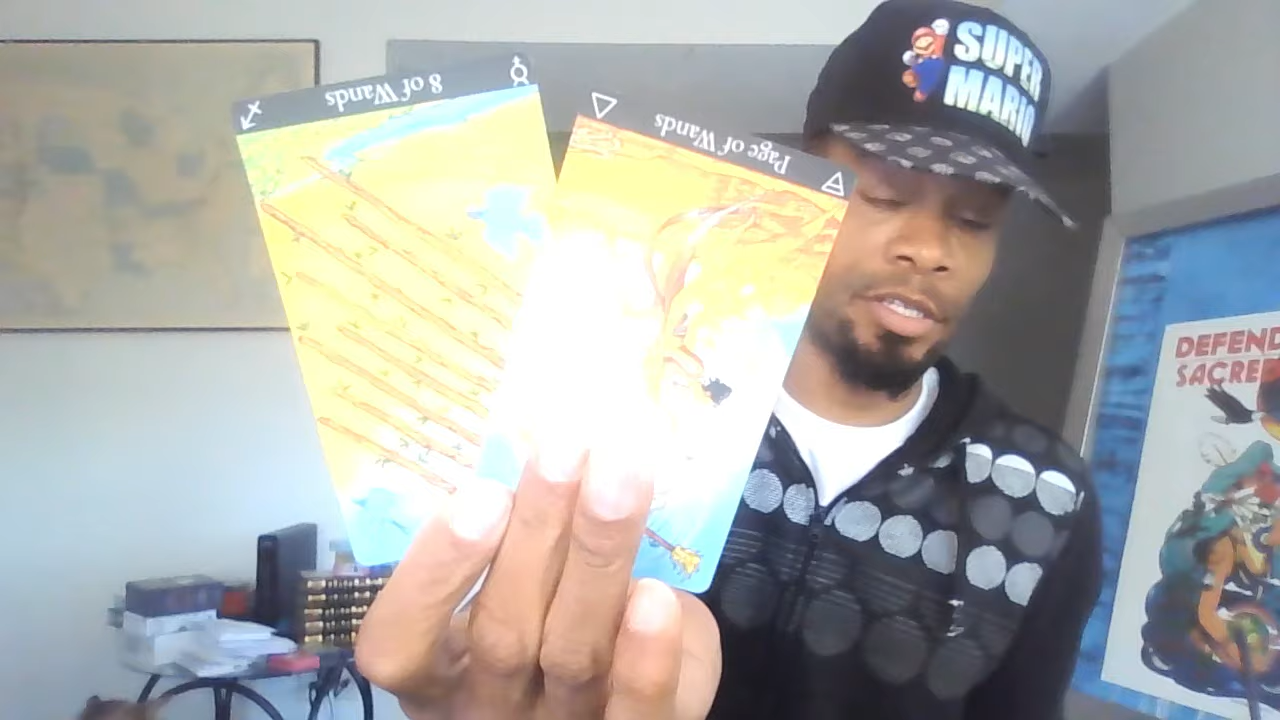 8 of Wands
Page of Wands
SUPER
MARIO
DEFEND
SACRED